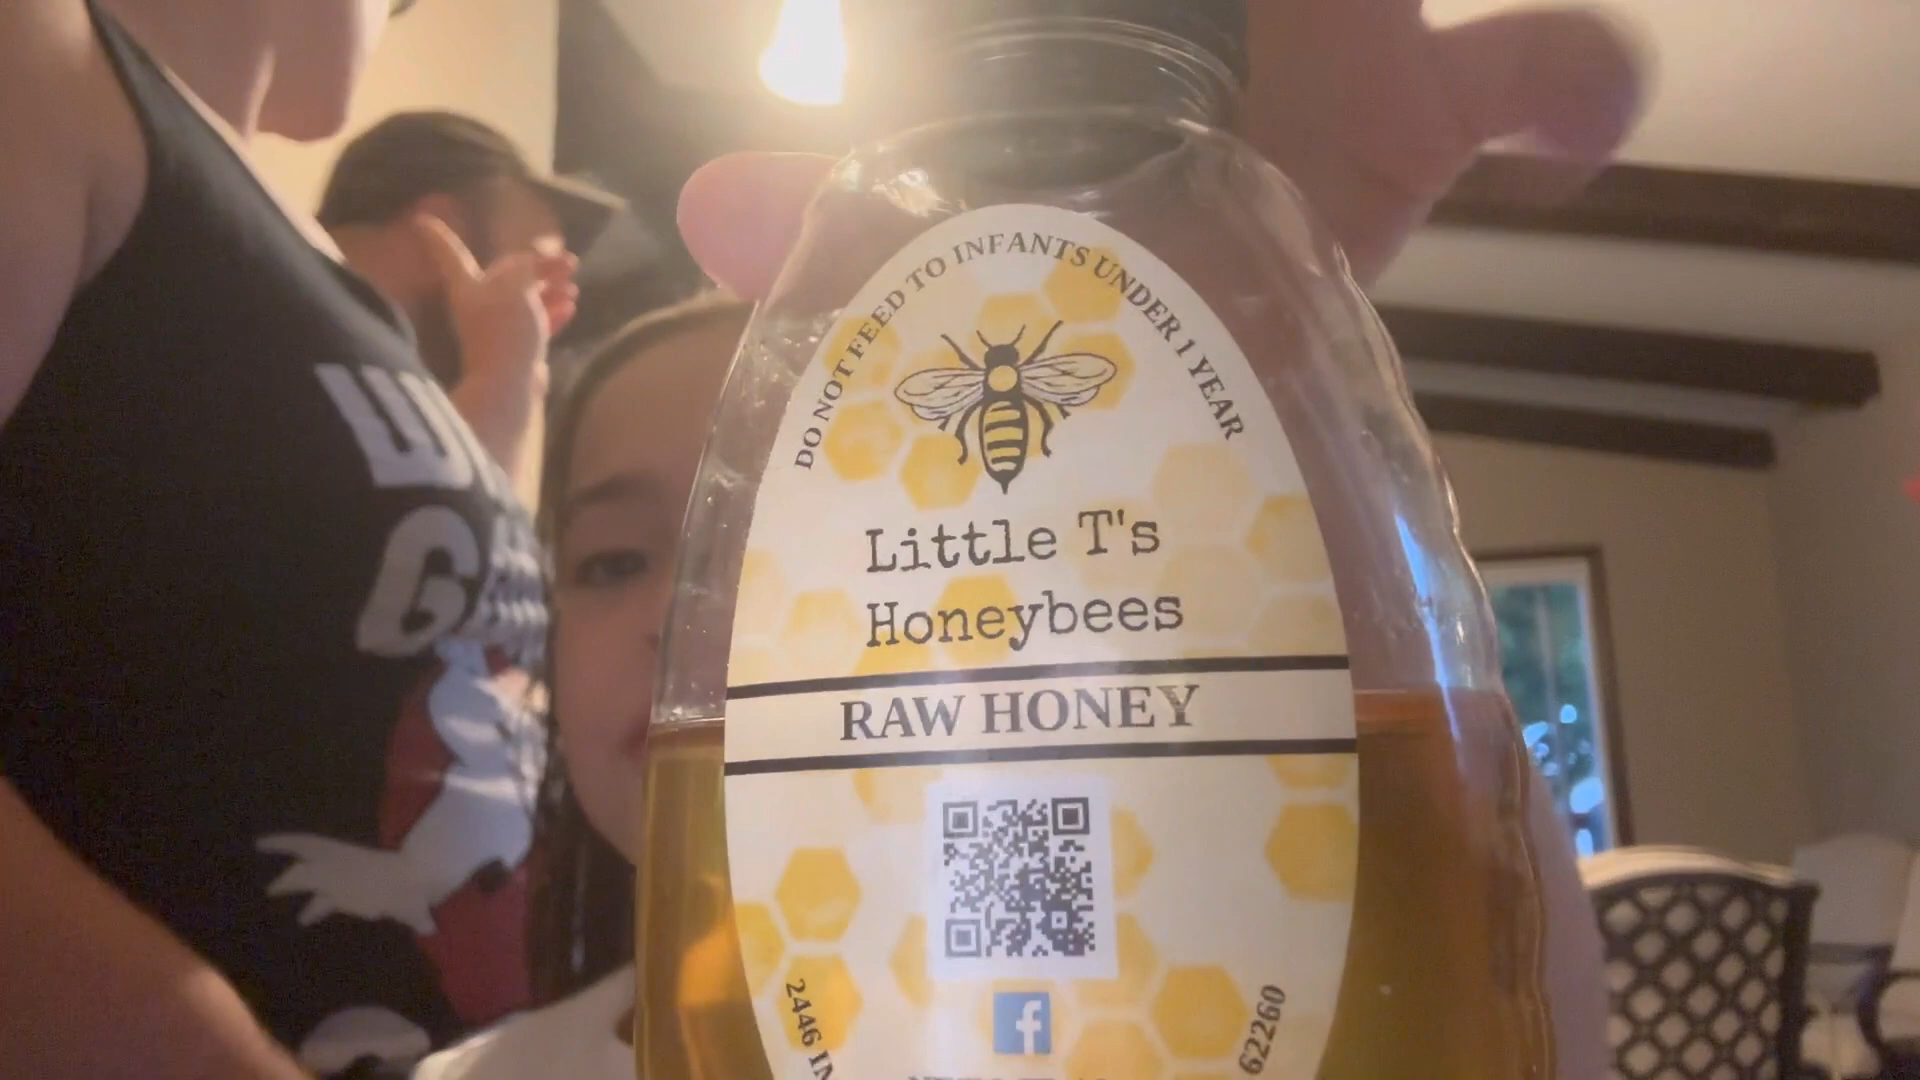 DO NOT FEED TO INFANTS UNDER 1 YEAR
Little T's
Honeybees
RAW HONEY
f
2446
62260